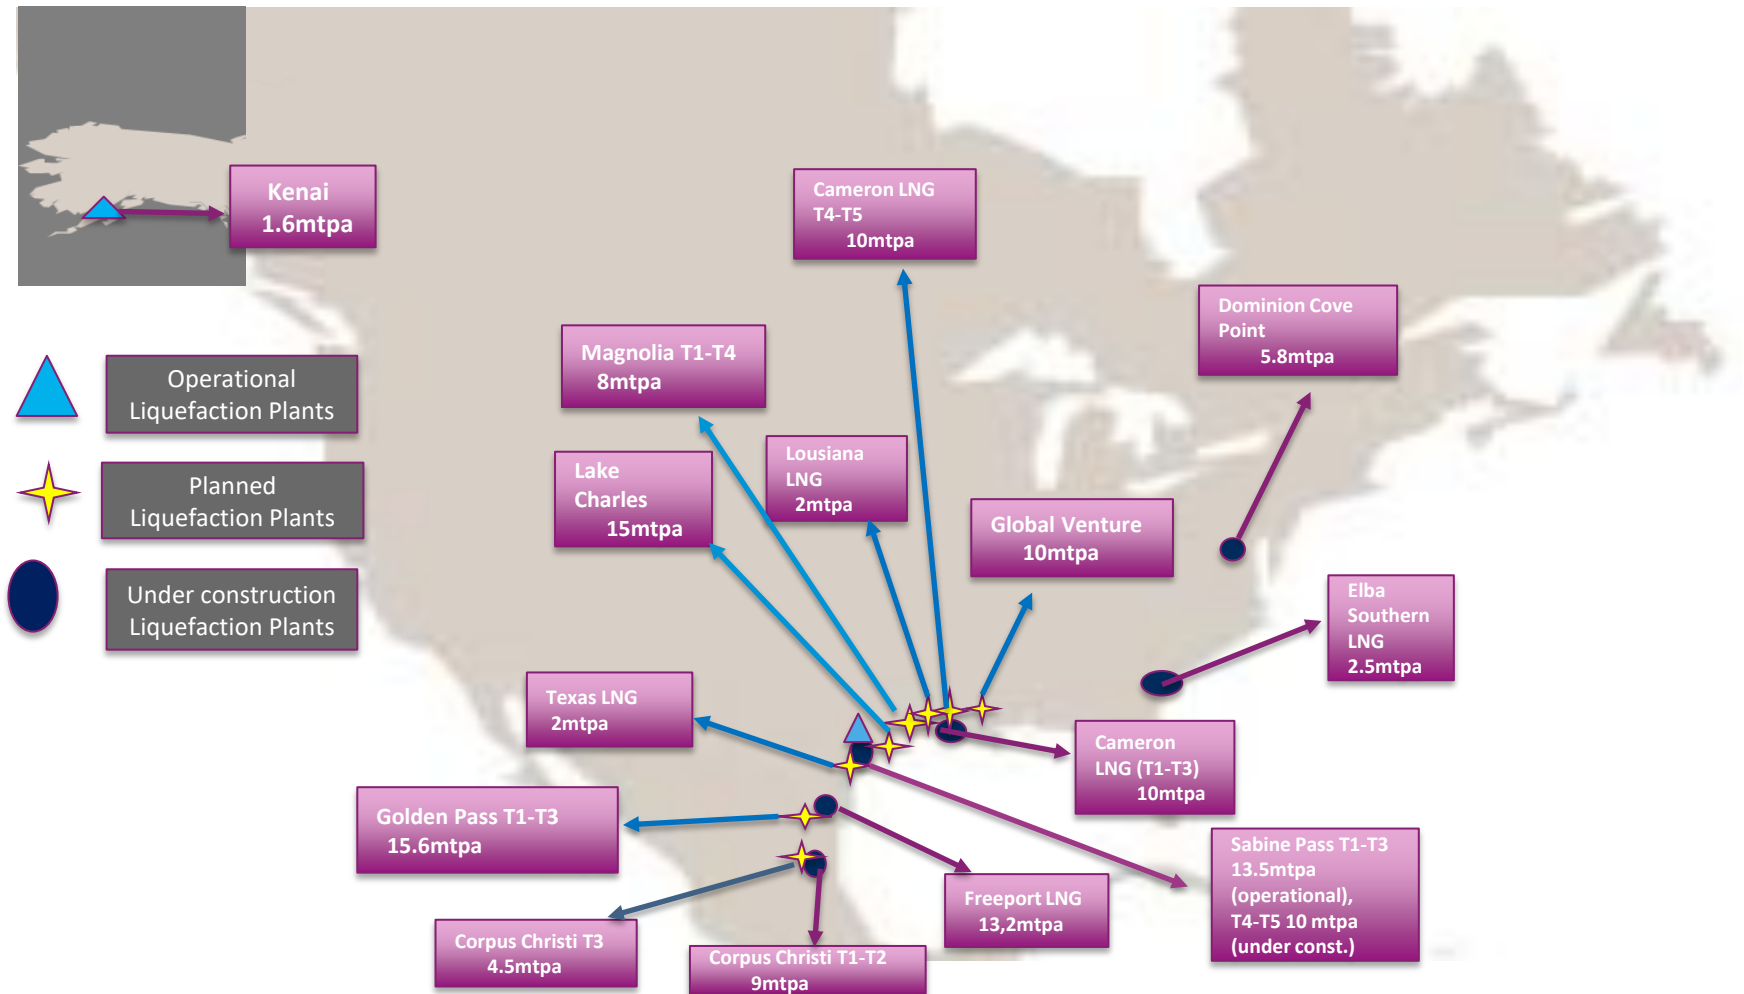 Kenai
1.6mtpa
Cameron LNG
T4-T5
10mtpa
Dominion Cove
Point
5.8mtpa
Magnolia T1-T4
8mtpa
Operational
Liquefaction Plants
Lousiana
LNG
2mtpa
Lake
Charles
15mtpa
Planned
Liquefaction Plants
Global Venture
10mtpa
Under construction
Liquefaction Plants
Elba
Southern
LNG
2.5mtpa
Texas LNG
2mtpa
Cameron
LNG (T1-T3)
10mtpa
Golden Pass T1-T3
15.6mtpa
Sabine Pass T1-T3
13.5mtpa
(operational),
T4-T5 10 mtpa
(under const.)
Freeport LNG
13,2mtpa
Corpus Christi T3
4.5mtpa
Corpus Christi T1-T2
9mtpa